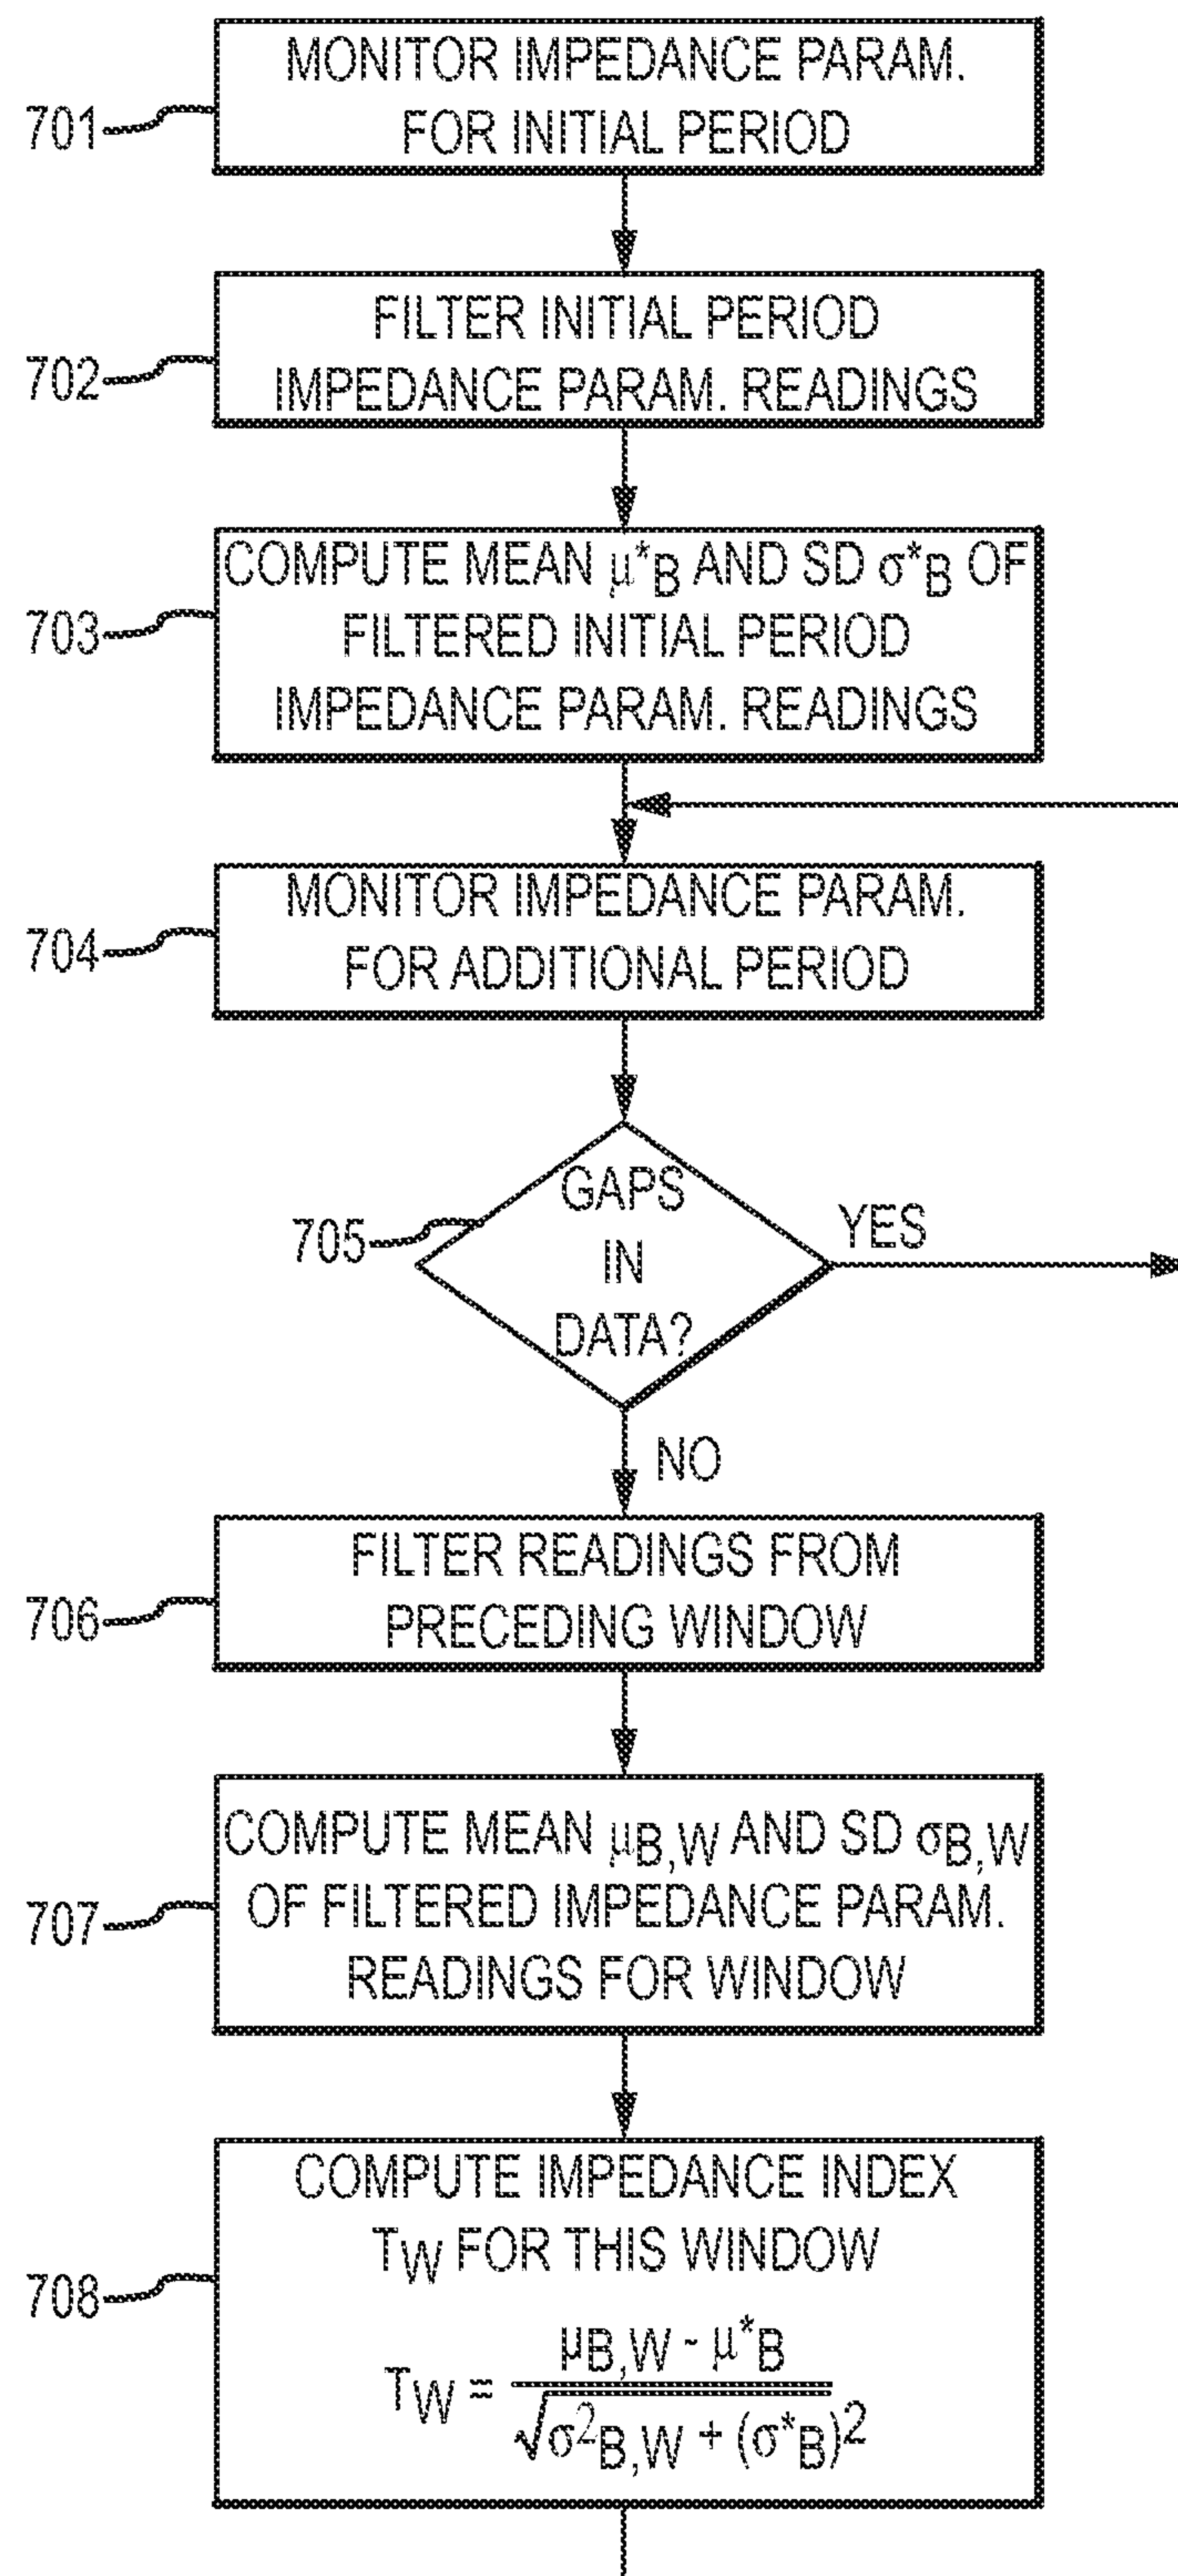 MONITOR IMPEDANCE PARAM.
FOR INITIAL PERIOD
701
FILTER INITIAL PERIOD
IMPEDANCE PARAM. READINGS
702
COMPUTE MEAN μ*B AND SD σ*B OF
FILTERED INITIAL PERIOD
IMPEDANCE PARAM. READINGS
703
MONITOR IMPEDANCE PARAM.
FOR ADDITIONAL PERIOD
704
GAPS
IN
DATA?
705
YES
NO
FILTER READINGS FROM
PRECEDING WINDOW
706
COMPUTE MEAN μB,W AND SD σB,W
OF FILTERED IMPEDANCE PARAM.
READINGS FOR WINDOW
707
COMPUTE IMPEDANCE INDEX
TW FOR THIS WINDOW
708
μB,W - μ*B
TW =
√σ2B,W + (σ*B)2